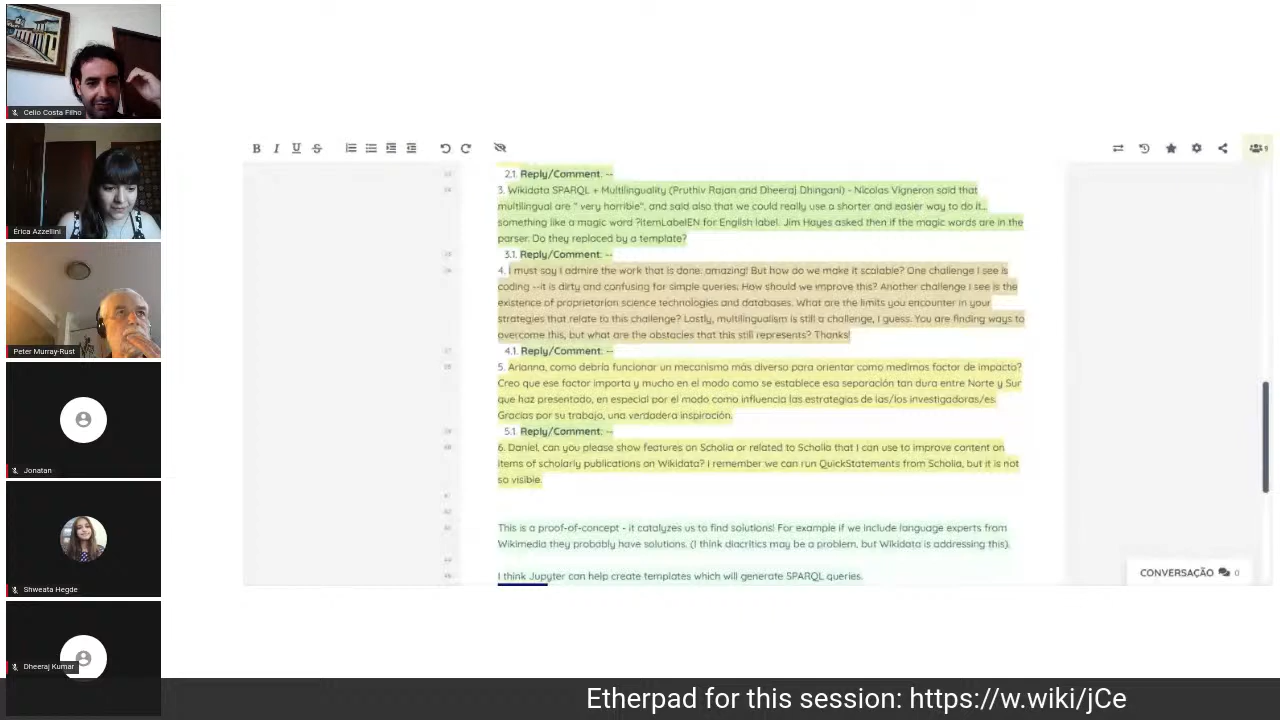 Celio Costa Filho
Érica Azzellini
Peter Murray-Rust
Jonatan
Shweata Hegde
Dheeraj Kumar
B I U S
2.1. Reply/Comment: --
3. Wikidata SPARQL + Multilinguality (Pruthiv Rajan and Dheeraj Dhingani) - Nicolas Vigneron said that
multilingual are " very horrible", and said also that we could really use a shorter and easier way to do it...
something like a magic word ?itemLabelEN for English label. Jim Hayes asked then if the magic words are in the
parser. Do they replaced by a template?
3.1. Reply/Comment: --
4. I must say I admire the work that is done: amazing! But how do we make it scalable? One challenge I see is
coding --it is dirty and confusing for simple queries. How should we improve this? Another challenge I see is the
existence of proprietarian science technologies and databases. What are the limits you encounter in your
strategies that relate to this challenge? Lastly, multilingualism is still a challenge, I guess. You are finding ways to
overcome this, but what are the obstacles that this still represents? Thanks!
4.1. Reply/Comment: --
5. Arianna, como debría funcionar un mecanismo más diverso para orientar como medimos factor de impacto?
Creo que ese factor importa y mucho en el modo como se establece esa separación tan dura entre Norte y Sur
que haz presentado, en especial por el modo como influencia las estrategias de las/los investigadoras/es.
Gracias por su trabajo, una verdadera inspiración.
5.1. Reply/Comment: --
6. Daniel, can you please show features on Scholia or related to Scholia that I can use to improve content on
items of scholarly publications on Wikidata? I remember we can run QuickStatements from Scholia, but it is not
so visible.
This is a proof-of-concept - it catalyzes us to find solutions! For example if we include language experts from
Wikimedia they probably have solutions. (I think diacritics may be a problem, but Wikidata is addressing this).
I think Jupyter can help create templates which will generate SPARQL queries.
CONVERSAÇÃO 0
Etherpad for this session: https://w.wiki/jCe